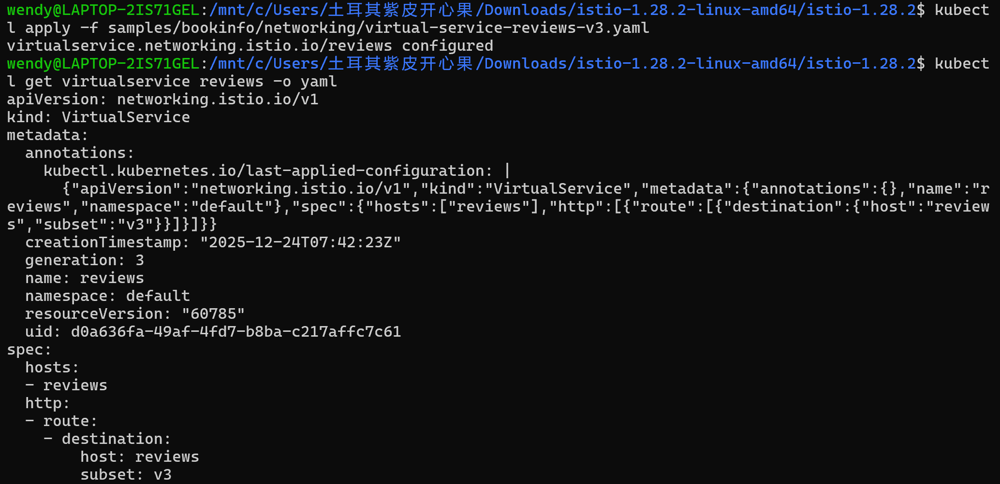 wendy@LAPTOP-2IS71GEL:/mnt/c/Users/土耳其紫皮开心果/Downloads/istio-1.28.2-linux-amd64/istio-1.28.2$ kubect
l apply -f samples/bookinfo/networking/virtual-service-reviews-v3.yaml
virtualservice.networking.istio.io/reviews configured
wendy@LAPTOP-2IS71GEL:/mnt/c/Users/土耳其紫皮开心果/Downloads/istio-1.28.2-linux-amd64/istio-1.28.2$ kubect
l get virtualservice reviews -o yaml
apiVersion: networking.istio.io/v1
kind: VirtualService
metadata:
  annotations:
    kubectl.kubernetes.io/last-applied-configuration: |
      {"apiVersion":"networking.istio.io/v1","kind":"VirtualService","metadata":{"annotations":{},"name":"r
eviews","namespace":"default"},"spec":{"hosts":["reviews"],"http":[{"route":[{"destination":{"host":"review
s","subset":"v3"}}]}]}}
  creationTimestamp: "2025-12-24T07:42:23Z"
  generation: 3
  name: reviews
  namespace: default
  resourceVersion: "60785"
  uid: d0a636fa-49af-4fd7-b8ba-c217affc7c61
spec:
  hosts:
  - reviews
  http:
  - route:
    - destination:
        host: reviews
        subset: v3